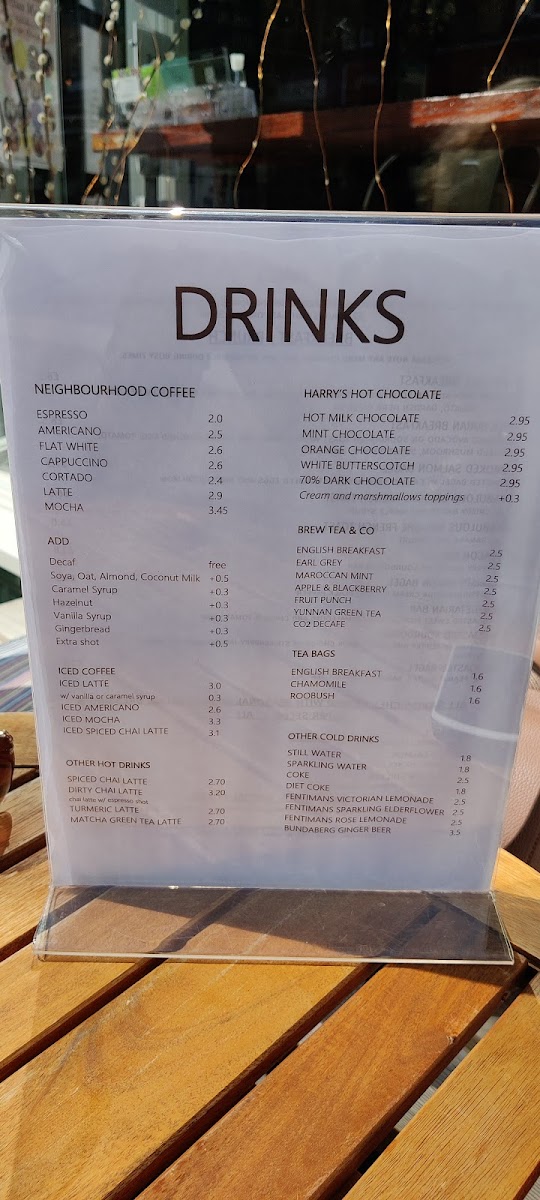 DRINKS
NEIGHBOURHOOD COFFEE
ESPRESSO 2.0
AMERICANO 2.5
FLAT WHITE 2.6
CAPPUCCINO 2.6
CORTADO 2.4
LATTE 2.9
MOCHA 3.45
ADD
Decaf free
Soya, Oat, Almond, Coconut Milk +0.5
Caramel Syrup +0.3
Hazelnut +0.3
Vanilla Syrup +0.3
Gingerbread +0.3
Extra shot +0.5
ICED COFFEE
ICED LATTE 3.0
w/ vanilla or caramel syrup 0.3
ICED AMERICANO 2.6
ICED MOCHA 3.3
ICED SPICED CHAI LATTE 3.1
OTHER HOT DRINKS
SPICED CHAI LATTE 2.70
DIRTY CHAI LATTE 3.20
chai latte w/ espresso shot
TURMERIC LATTE 2.70
MATCHA GREEN TEA LATTE 2.70
HARRY'S HOT CHOCOLATE
HOT MILK CHOCOLATE 2.95
MINT CHOCOLATE 2.95
ORANGE CHOCOLATE 2.95
WHITE BUTTERSCOTCH 2.95
70% DARK CHOCOLATE 2.95
Cream and marshmallows toppings +0.3
BREW TEA & CO
ENGLISH BREAKFAST 2.5
EARL GREY 2.5
MAROCCAN MINT 2.5
APPLE & BLACKBERRY 2.5
FRUIT PUNCH 2.5
YUNNAN GREEN TEA 2.5
CO2 DECAFE 2.5
TEA BAGS
ENGLISH BREAKFAST 1.6
CHAMOMILE 1.6
ROOBUSH 1.6
OTHER COLD DRINKS
STILL WATER 1.8
SPARKLING WATER 1.8
COKE 2.5
DIET COKE 1.8
FENTIMANS VICTORIAN LEMONADE 2.5
FENTIMANS SPARKLING ELDERFLOWER 2.5
FENTIMANS ROSE LEMONADE 2.5
BUNDABERG GINGER BEER 3.5